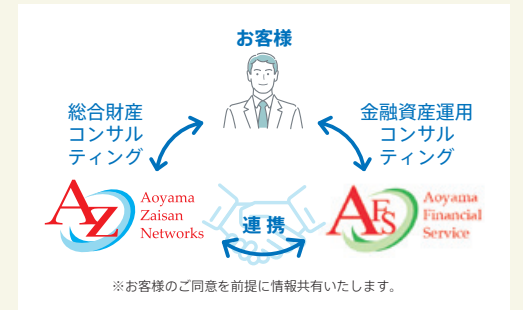 お客様
総合財産
コンサル
ティング
金融資産運用
コンサル
ティング
AZ
Aoyama
Zaisan
Networks
連携
AFS
Aoyama
Financial
Service
※お客様のご同意を前提に情報共有いたします。